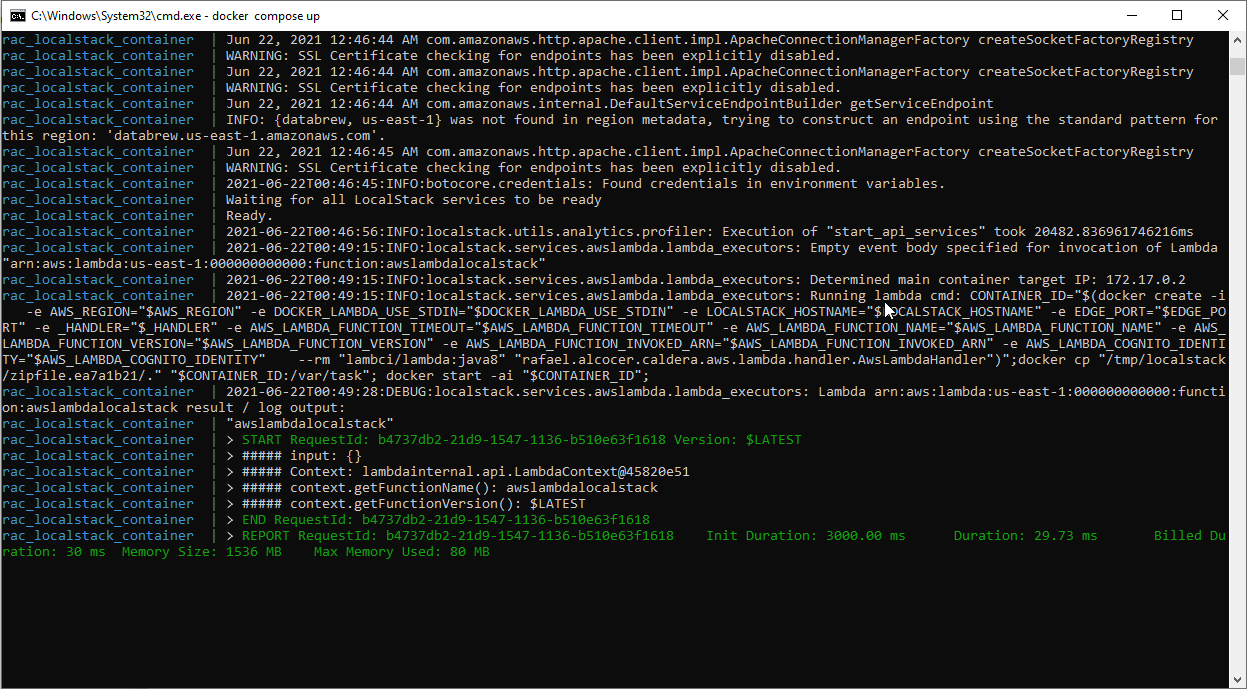 C:\Windows\System32\cmd.exe - docker  compose up
rac_localstack_container  | Jun 22, 2021 12:46:44 AM com.amazonaws.http.apache.client.impl.ApacheConnectionManagerFactory createSocketFactoryRegistry
rac_localstack_container  | WARNING: SSL Certificate checking for endpoints has been explicitly disabled.
rac_localstack_container  | Jun 22, 2021 12:46:44 AM com.amazonaws.http.apache.client.impl.ApacheConnectionManagerFactory createSocketFactoryRegistry
rac_localstack_container  | WARNING: SSL Certificate checking for endpoints has been explicitly disabled.
rac_localstack_container  | Jun 22, 2021 12:46:44 AM com.amazonaws.internal.DefaultServiceEndpointBuilder getServiceEndpoint
rac_localstack_container  | INFO: {databrew, us-east-1} was not found in region metadata, trying to construct an endpoint using the standard pattern for
this region: 'databrew.us-east-1.amazonaws.com'.
rac_localstack_container  | Jun 22, 2021 12:46:45 AM com.amazonaws.http.apache.client.impl.ApacheConnectionManagerFactory createSocketFactoryRegistry
rac_localstack_container  | WARNING: SSL Certificate checking for endpoints has been explicitly disabled.
rac_localstack_container  | 2021-06-22T00:46:45:INFO:botocore.credentials: Found credentials in environment variables.
rac_localstack_container  | Waiting for all LocalStack services to be ready
rac_localstack_container  | Ready.
rac_localstack_container  | 2021-06-22T00:46:56:INFO:localstack.utils.analytics.profiler: Execution of "start_api_services" took 20482.836961746216ms
rac_localstack_container  | 2021-06-22T00:49:15:INFO:localstack.services.awslambda.lambda_executors: Empty event body specified for invocation of Lambda
"arn:aws:lambda:us-east-1:000000000000:function:awslambdalocalstack"
rac_localstack_container  | 2021-06-22T00:49:15:INFO:localstack.services.awslambda.lambda_executors: Determined main container target IP: 172.17.0.2
rac_localstack_container  | 2021-06-22T00:49:15:INFO:localstack.services.awslambda.lambda_executors: Running lambda cmd: CONTAINER_ID="$(docker create -i
   -e AWS_REGION="$AWS_REGION" -e DOCKER_LAMBDA_USE_STDIN="$DOCKER_LAMBDA_USE_STDIN" -e LOCALSTACK_HOSTNAME="$LOCALSTACK_HOSTNAME" -e EDGE_PORT="$EDGE_PO
RT" -e _HANDLER="$_HANDLER" -e AWS_LAMBDA_FUNCTION_TIMEOUT="$AWS_LAMBDA_FUNCTION_TIMEOUT" -e AWS_LAMBDA_FUNCTION_NAME="$AWS_LAMBDA_FUNCTION_NAME" -e AWS_
LAMBDA_FUNCTION_VERSION="$AWS_LAMBDA_FUNCTION_VERSION" -e AWS_LAMBDA_FUNCTION_INVOKED_ARN="$AWS_LAMBDA_FUNCTION_INVOKED_ARN" -e AWS_LAMBDA_COGNITO_IDENTI
TY="$AWS_LAMBDA_COGNITO_IDENTITY"    --rm "lambci/lambda:java8" "rafael.alcocer.caldera.aws.lambda.handler.AwsLambdaHandler")";docker cp "/tmp/localstack
/zipfile.ea7a1b21/." "$CONTAINER_ID:/var/task"; docker start -ai "$CONTAINER_ID";
rac_localstack_container  | 2021-06-22T00:49:28:DEBUG:localstack.services.awslambda.lambda_executors: Lambda arn:aws:lambda:us-east-1:000000000000:functi
on:awslambdalocalstack result / log output:
rac_localstack_container  | "awslambdalocalstack"
rac_localstack_container  | > START RequestId: b4737db2-21d9-1547-1136-b510e63f1618 Version: $LATEST
rac_localstack_container  | > ##### input: {}
rac_localstack_container  | > ##### Context: lambdainternal.api.LambdaContext@45820e51
rac_localstack_container  | > ##### context.getFunctionName(): awslambdalocalstack
rac_localstack_container  | > ##### context.getFunctionVersion(): $LATEST
rac_localstack_container  | > END RequestId: b4737db2-21d9-1547-1136-b510e63f1618
rac_localstack_container  | > REPORT RequestId: b4737db2-21d9-1547-1136-b510e63f1618    Init Duration: 3000.00 ms      Duration: 29.73 ms       Billed Du
ration: 30 ms  Memory Size: 1536 MB    Max Memory Used: 80 MB